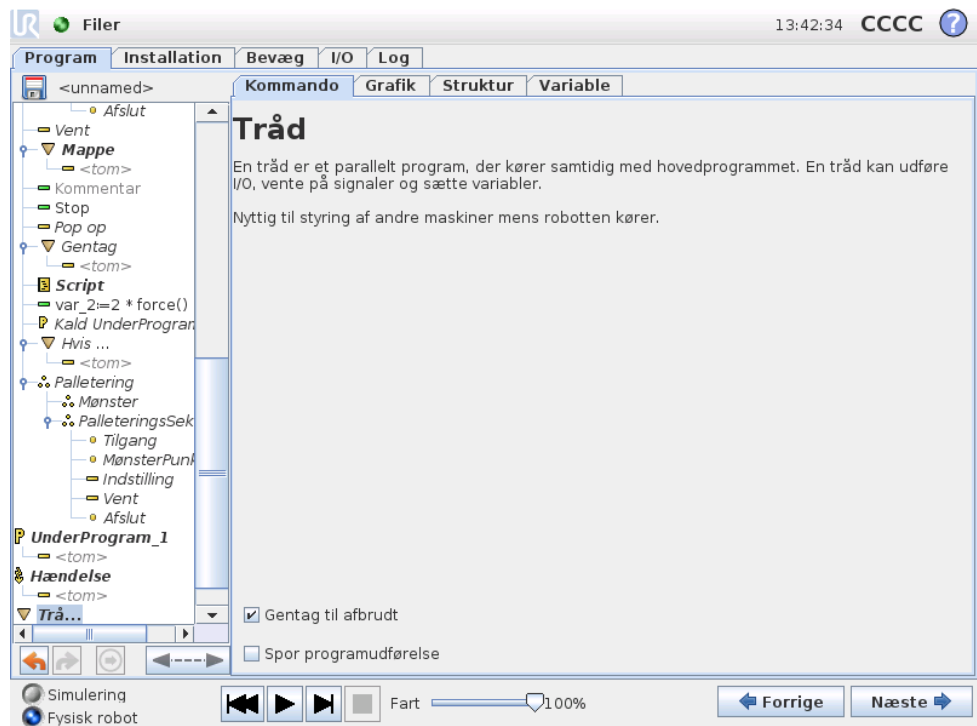 UR Filer 13:42:34 CCCC ?
Program Installation Bevæg I/O Log
<unnamed>
Kommando Grafik Struktur Variable
Afslut
Vent
Mappe
<tom>
Kommentar
Stop
Pop op
Gentag
<tom>
Script
var_2:=2 * force()
Kald UnderProgram
Hvis ...
<tom>
Palletering
Mønster
PalleteringsSek
Tilgang
MønsterPunk
Indstilling
Vent
Afslut
P UnderProgram_1
<tom>
Hændelse
<tom>
Trå...
Tråd
En tråd er et parallelt program, der kører samtidig med hovedprogrammet. En tråd kan udføre
I/O, vente på signaler og sætte variabler.
Nyttig til styring af andre maskiner mens robotten kører.
Gentag til afbrudt
Spor programudførelse
Simulering
Fysisk robot
Fart 100%
Forrige
Næste